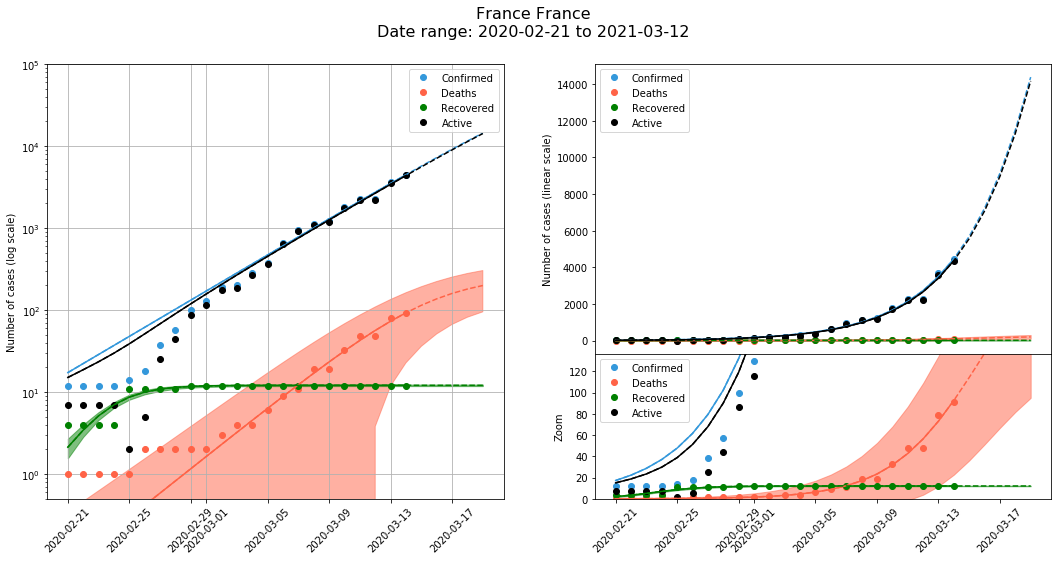 France France
Date range: 2020-02-21 to 2021-03-12
Number of cases (log scale)
10⁵
10⁴
10³
10²
10¹
10⁰
Confirmed
Deaths
Recovered
Active
2020-02-21
2020-02-25
2020-02-29
2020-03-01
2020-03-05
2020-03-09
2020-03-13
2020-03-17
Number of cases (linear scale)
14000
12000
10000
8000
6000
4000
2000
0
Confirmed
Deaths
Recovered
Active
Zoom
120
100
80
60
40
20
0
Confirmed
Deaths
Recovered
Active
2020-02-21
2020-02-25
2020-02-29
2020-03-01
2020-03-05
2020-03-09
2020-03-13
2020-03-17